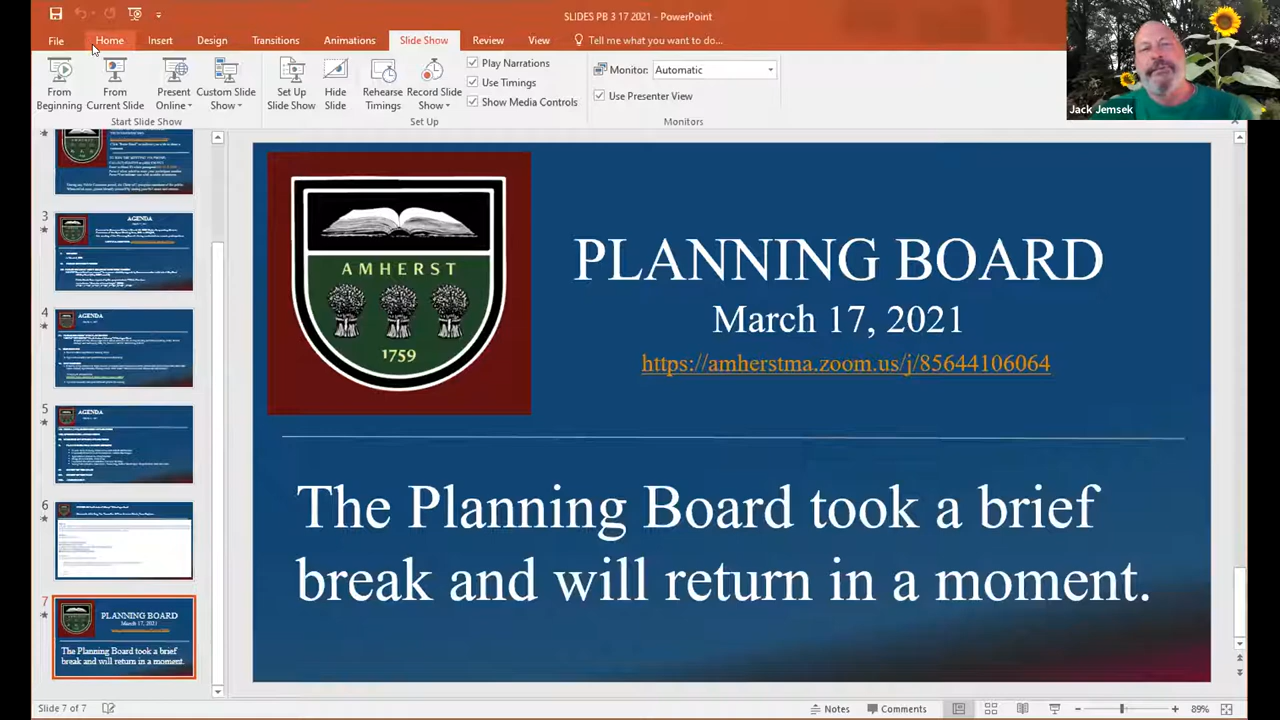 SLIDES PB 3 17 2021 - PowerPoint
File Home Insert Design Transitions Animations Slide Show Review View Tell me what you want to do...
From Beginning
From Current Slide
Present Online
Custom Slide Show
Set Up Slide Show
Hide Slide
Rehearse Timings
Record Slide Show
Play Narrations
Use Timings
Show Media Controls
Monitor: Automatic
Use Presenter View
Start Slide Show
Set Up
Monitors
Jack Jemsek
3
AGENDA
4
AGENDA
5
AGENDA
6
7
PLANNING BOARD
March 17, 2021
The Planning Board took a brief
break and will return in a moment.
AMHERST
1759
PLANNING BOARD
March 17, 2021
https://amherstma.zoom.us/j/85644106064
The Planning Board took a brief
break and will return in a moment.
Slide 7 of 7
Notes
Comments
89%